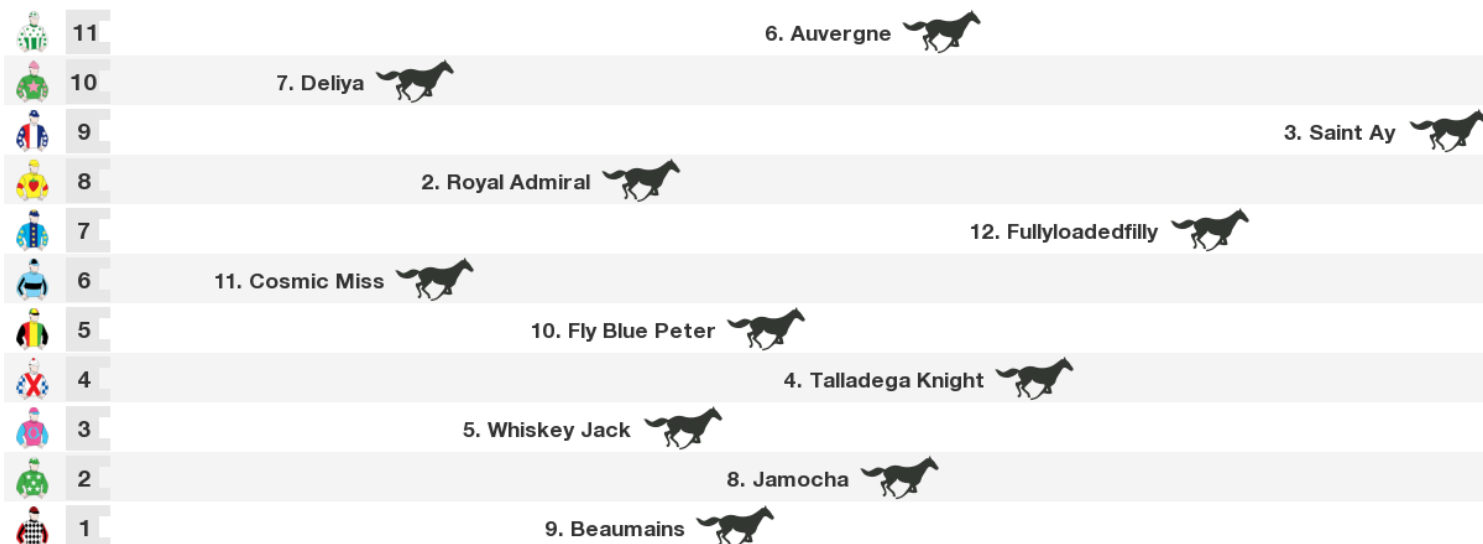 11 6. Auvergne
10 7. Deliya
9 3. Saint Ay
8 2. Royal Admiral
7 12. Fullyloadedfilly
6 11. Cosmic Miss
5 10. Fly Blue Peter
4 4. Talladega Knight
3 5. Whiskey Jack
2 8. Jamocha
1 9. Beaumains